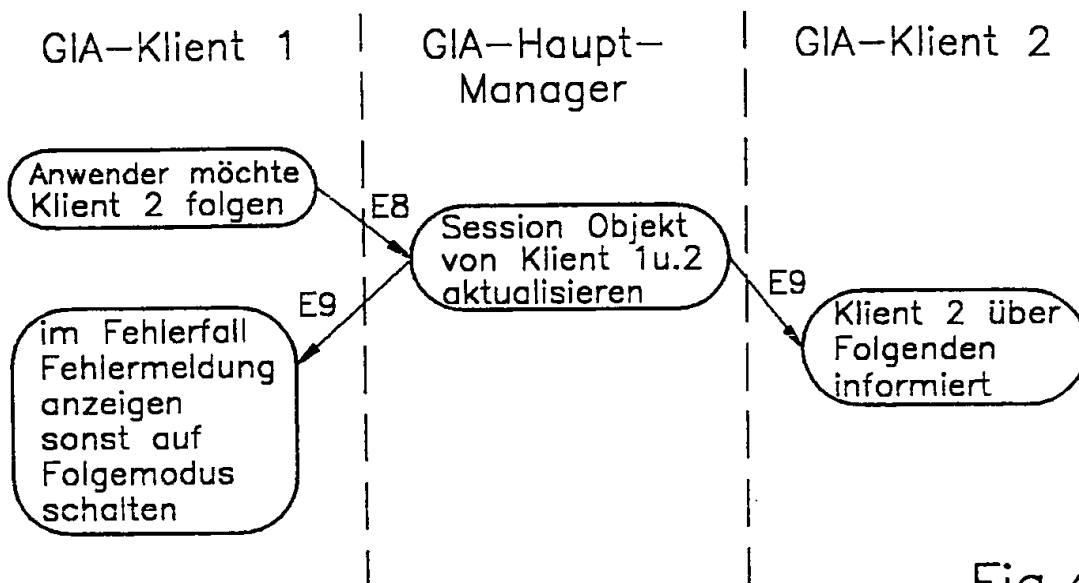 GIA-Klient 1
GIA-Haupt-
Manager
GIA-Klient 2
Anwender möchte
Klient 2 folgen
E8
Session Objekt
von Klient 1u.2
aktualisieren
E9
Klient 2 über
Folgenden
informiert
E9
im Fehlerfall
Fehlermeldung
anzeigen
sonst auf
Folgemodus
schalten
Fig